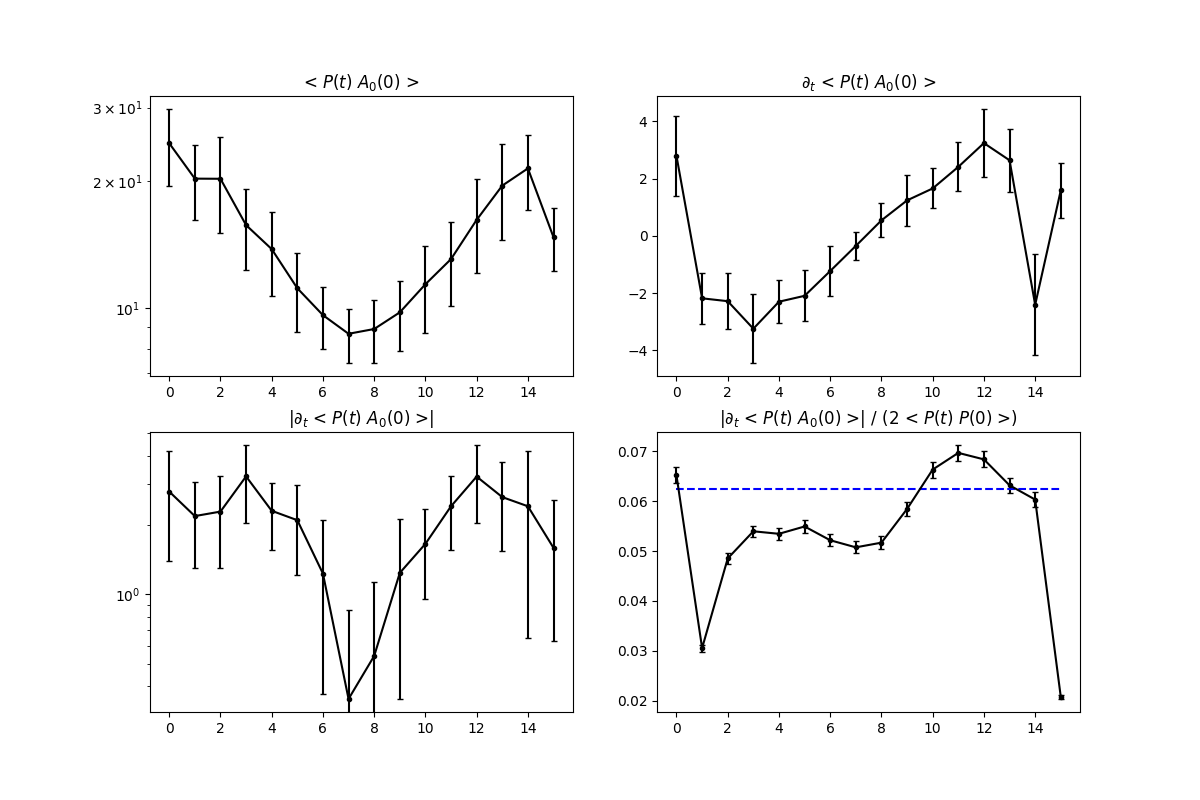 < P(t) A₀(0) >
3 × 10¹
2 × 10¹
10¹
0 2 4 6 8 10 12 14
∂ₜ < P(t) A₀(0) >
4
2
0
−2
−4
0 2 4 6 8 10 12 14
|∂ₜ < P(t) A₀(0) >|
10⁰
0 2 4 6 8 10 12 14
|∂ₜ < P(t) A₀(0) >| / (2 < P(t) P(0) >)
0.07
0.06
0.05
0.04
0.03
0.02
0 2 4 6 8 10 12 14